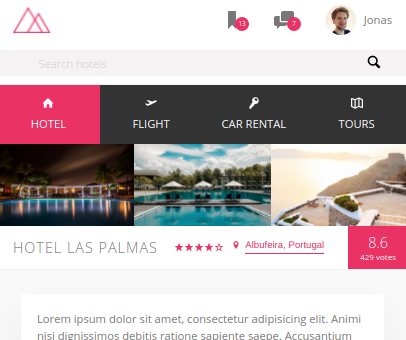 13
7
Jonas
Search hotels
HOTEL
FLIGHT
CAR RENTAL
TOURS
HOTEL LAS PALMAS
Albufeira, Portugal
8.6
429 votes
Lorem ipsum dolor sit amet, consectetur adipisicing elit. Animi
nisi dignissimos debitis ratione sapiente saepe. Accusantium